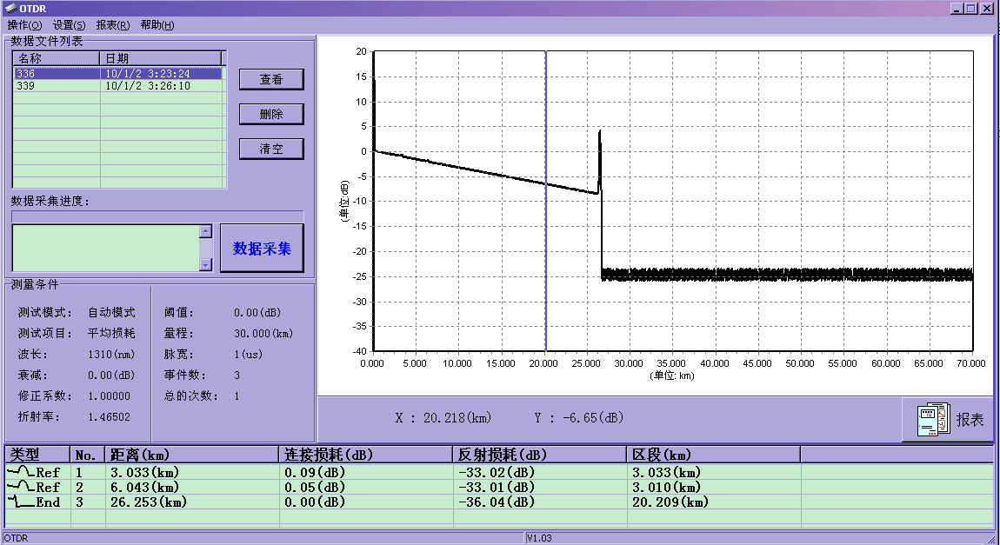 OTDR
操作(O) 设置(S) 报表(R) 帮助(H)
数据文件列表
名称 日期
336 10/1/2 3:23:24
339 10/1/2 3:26:10
查看
删除
清空
数据采集进度:
数据采集
测量条件
测试模式: 自动模式
测试项目: 平均损耗
波长: 1310(nm)
衰减: 0.00(dB)
修正系数: 1.00000
折射率: 1.46502
阈值: 0.00(dB)
量程: 30.000(km)
脉宽: 1(us)
事件数: 3
总的次数: 1
20
15
10
5
0
-5
-10
-15
-20
-25
-30
-35
-40
(单位:dB)
0.000 5.000 10.000 15.000 20.000 25.000 30.000 35.000 40.000 45.000 50.000 55.000 60.000 65.000 70.000
(单位: km)
X : 20.218(km) Y : -6.65(dB)
报表
类型 No. 距离(km) 连接损耗(dB) 反射损耗(dB) 区段(km)
Ref 1 3.033(km) 0.09(dB) -33.02(dB) 3.033(km)
Ref 2 6.043(km) 0.05(dB) -33.01(dB) 3.010(km)
End 3 26.253(km) 0.00(dB) -36.04(dB) 20.209(km)
OTDR V1.03